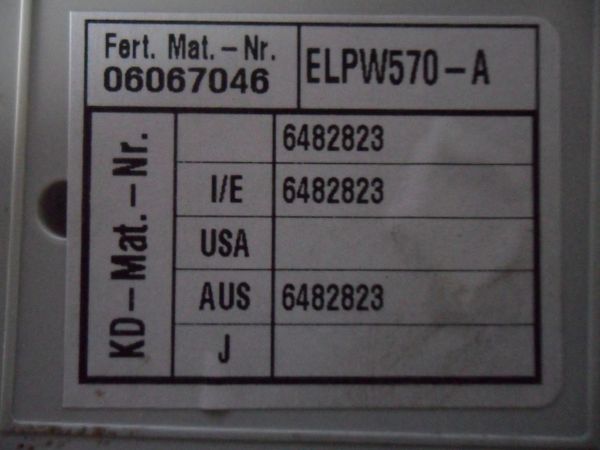 Fert. Mat.-Nr.
06067046
ELPW570-A
KD-Mat.-Nr.
6482823
I/E 6482823
USA
AUS 6482823
J